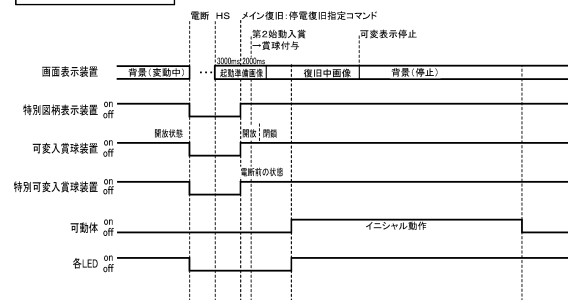 電断 HS メイン復旧：停電復旧指定コマンド
第2始動入賞
→賞球付与
可変表示停止
3000ms 2000ms
画面表示装置 背景（変動中） ･･･ 起動準備画像 復旧中画像 背景（停止）
特別図柄表示装置 on
off
開放状態 開放 閉鎖
可変入賞球装置 on
off
電断前の状態
特別可変入賞球装置 on
off
可動体 on
off
イニシャル動作
各LED on
off